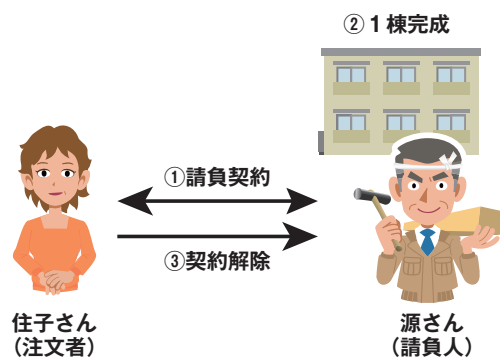 ②1棟完成
①請負契約
③契約解除
住子さん
（注文者）
源さん
（請負人）